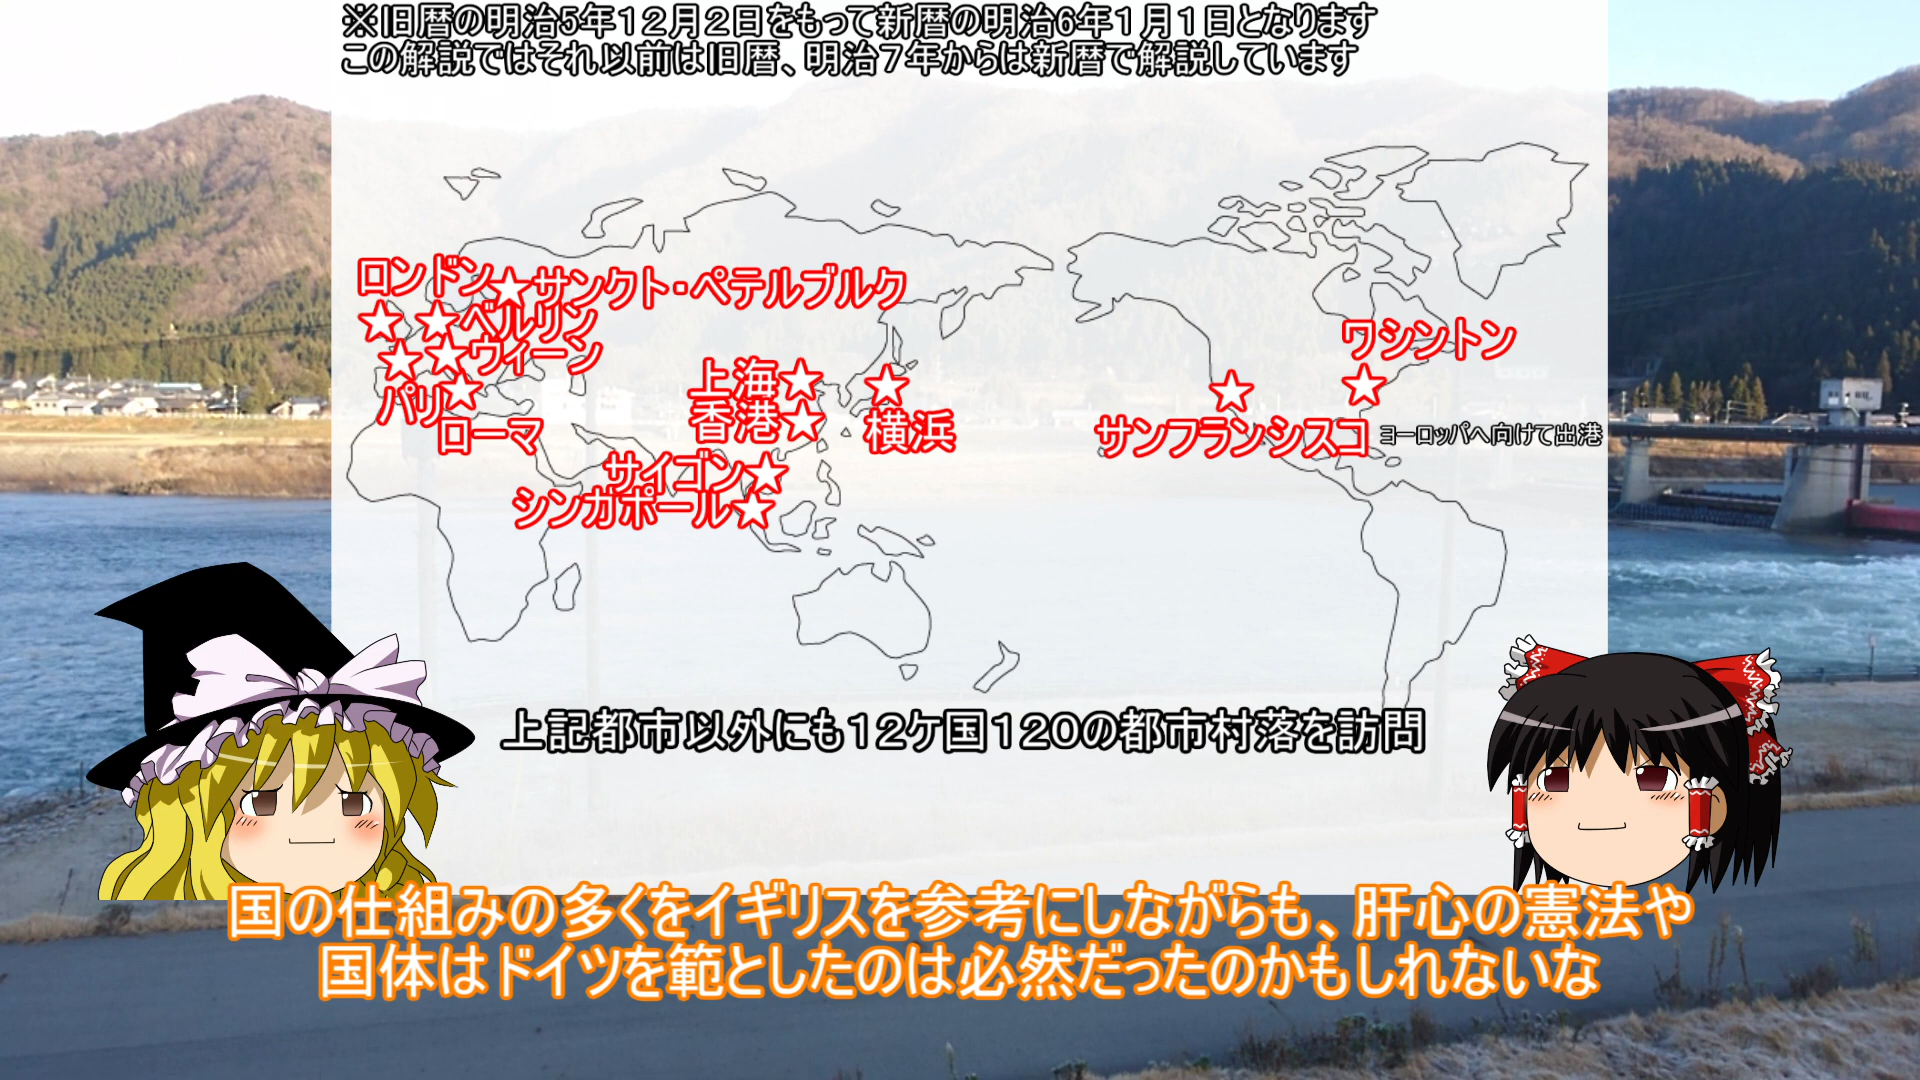 ※旧暦の明治5年１２月２日をもって新暦の明治6年１月１日となります
この解説ではそれ以前は旧暦、明治７年からは新暦で解説しています
ロンドン
サンクト・ペテルブルク
ベルリン
ウィーン
パリ
ローマ
上海
香港
横浜
サイゴン
シンガポール
ワシントン
サンフランシスコ
ヨーロッパへ向けて出港
上記都市以外にも１２ケ国１２０の都市村落を訪問
国の仕組みの多くをイギリスを参考にしながらも、肝心の憲法や
国体はドイツを範としたのは必然だったのかもしれないな